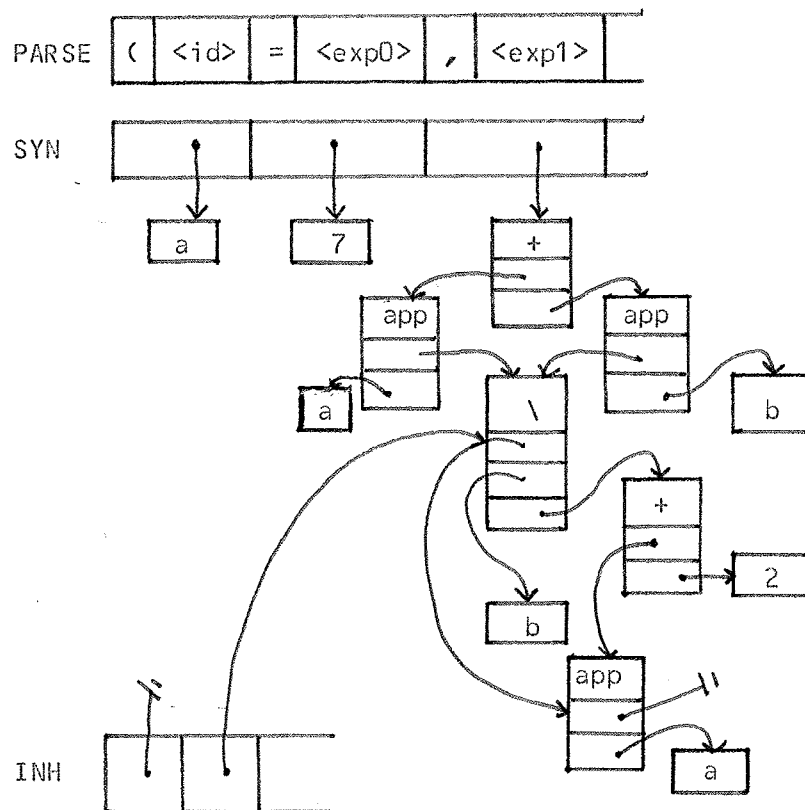 PARSE ( <id> = <exp0> , <exp1>
SYN
a 7 +
app app
a \ b
+
2
b
app
INH a